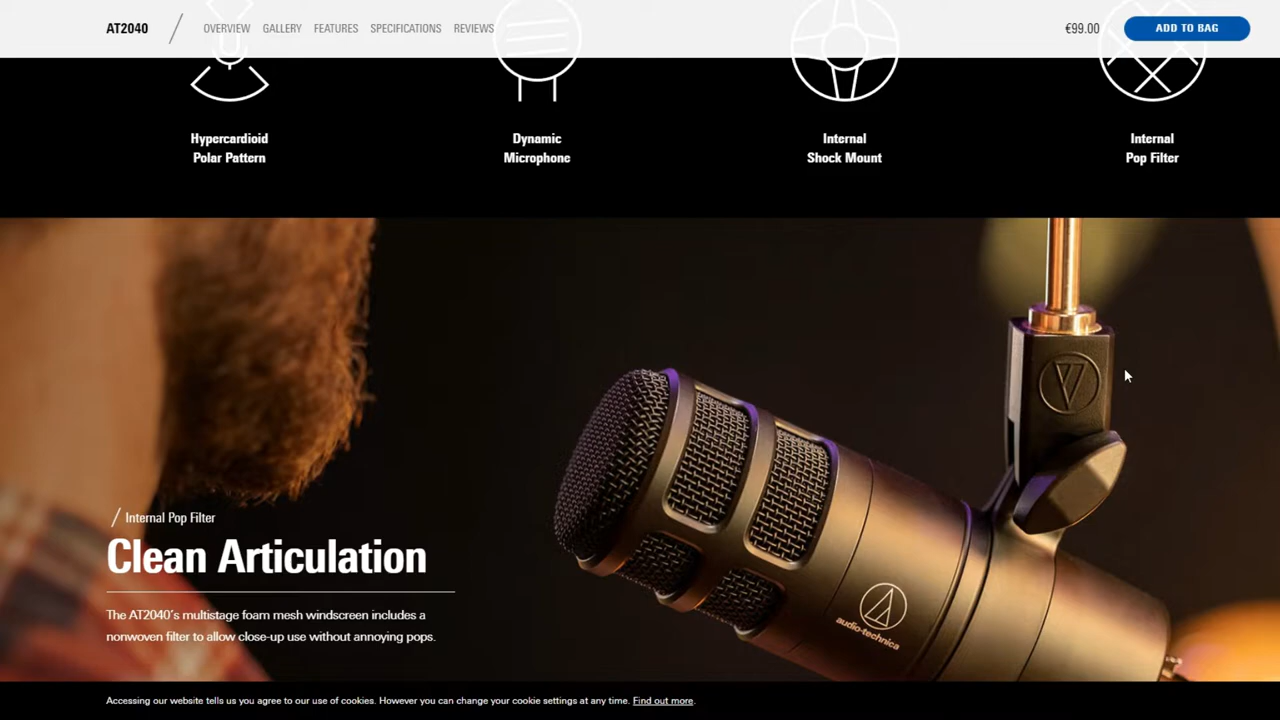 AT2040
OVERVIEW GALLERY FEATURES SPECIFICATIONS REVIEWS
€99.00
ADD TO BAG
Hypercardioid
Polar Pattern
Dynamic
Microphone
Internal
Shock Mount
Internal
Pop Filter
Internal Pop Filter
Clean Articulation
The AT2040's multistage foam mesh windscreen includes a
nonwoven filter to allow close-up use without annoying pops.
audio-technica
Accessing our website tells us you agree to our use of cookies. However you can change your cookie settings at any time. Find out more.